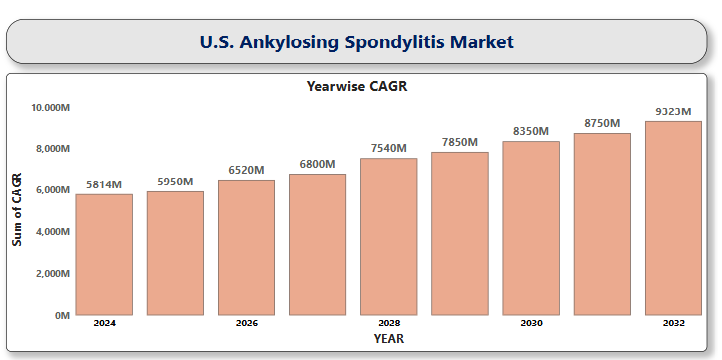 U.S. Ankylosing Spondylitis Market
Yearwise CAGR
10,000M
8,000M
6,000M
4,000M
2,000M
0M
Sum of CAGR
5814M
5950M
6520M
6800M
7540M
7850M
8350M
8750M
9323M
2024
2026
2028
2030
2032
YEAR